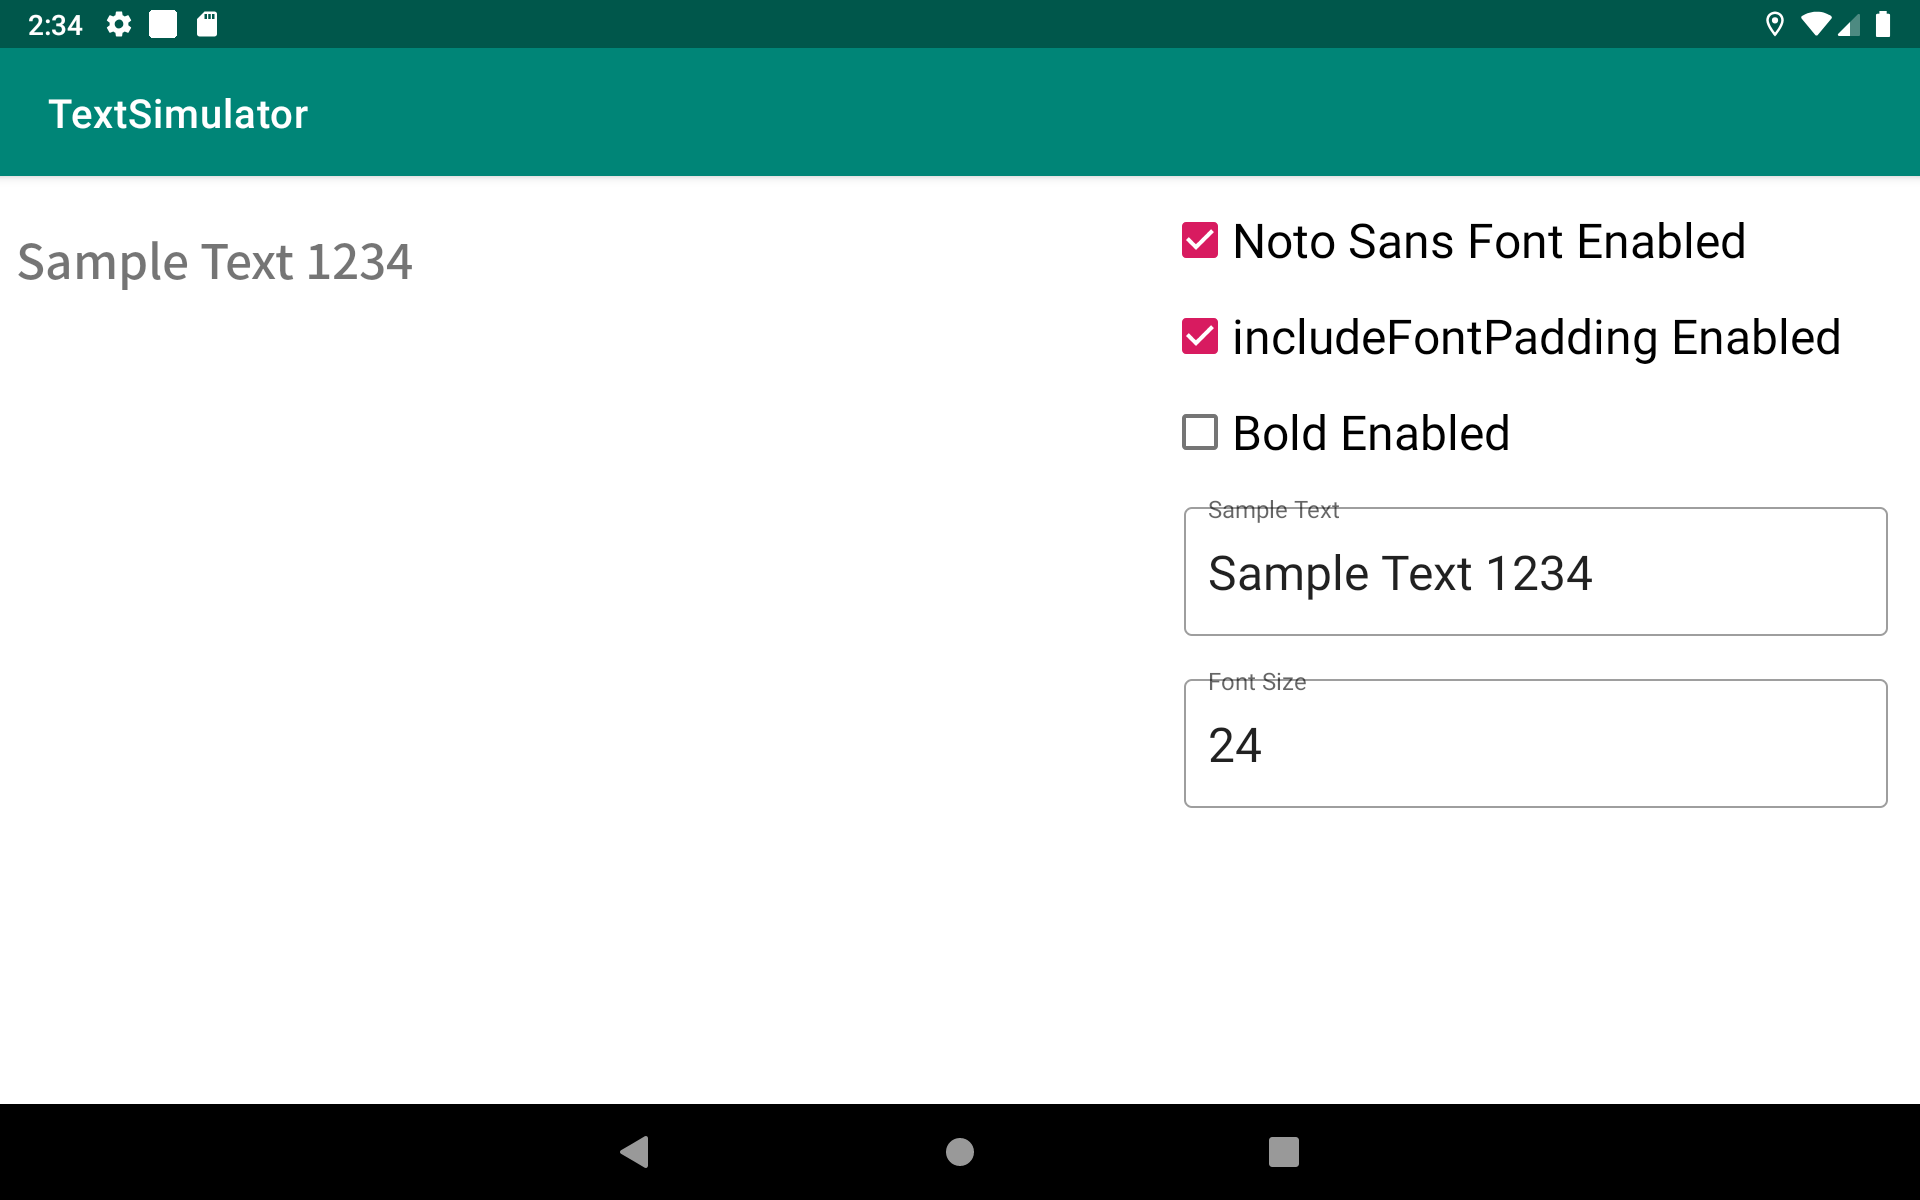 2:34
TextSimulator
Sample Text 1234
Noto Sans Font Enabled
includeFontPadding Enabled
Bold Enabled
Sample Text
Sample Text 1234
Font Size
24